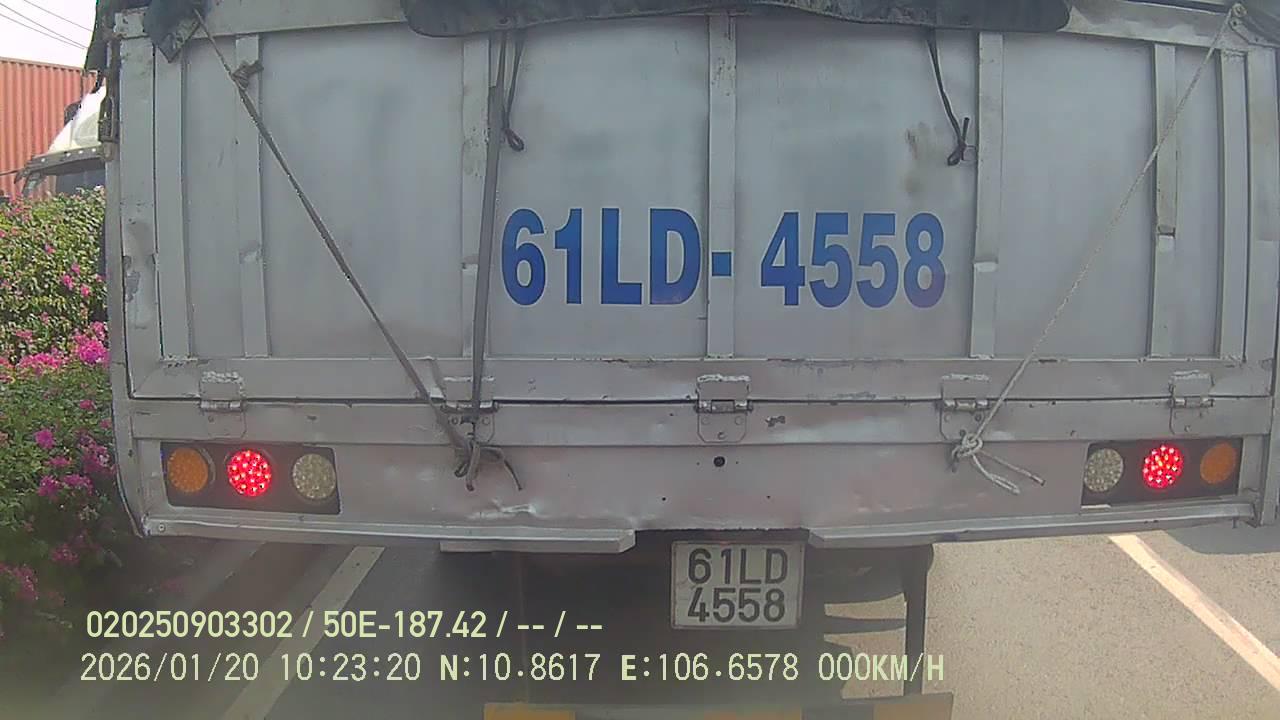 61LD- 4558
61LD
4558
020250903302 / 50E-187.42 / -- / --
2026/01/20 10:23:20 N:10.8617 E:106.6578 000KM/H